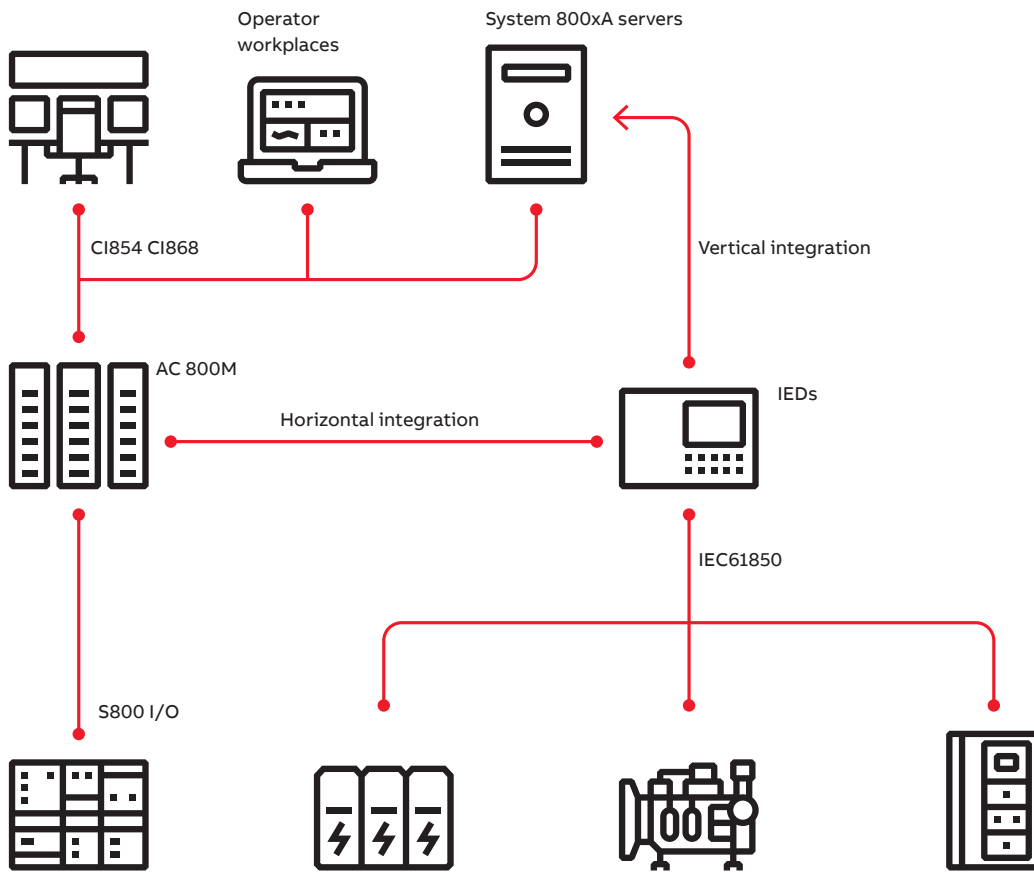 Operator
workplaces
System 800xA servers
CI854 CI868
Vertical integration
AC 800M
IEDs
Horizontal integration
IEC61850
S800 I/O